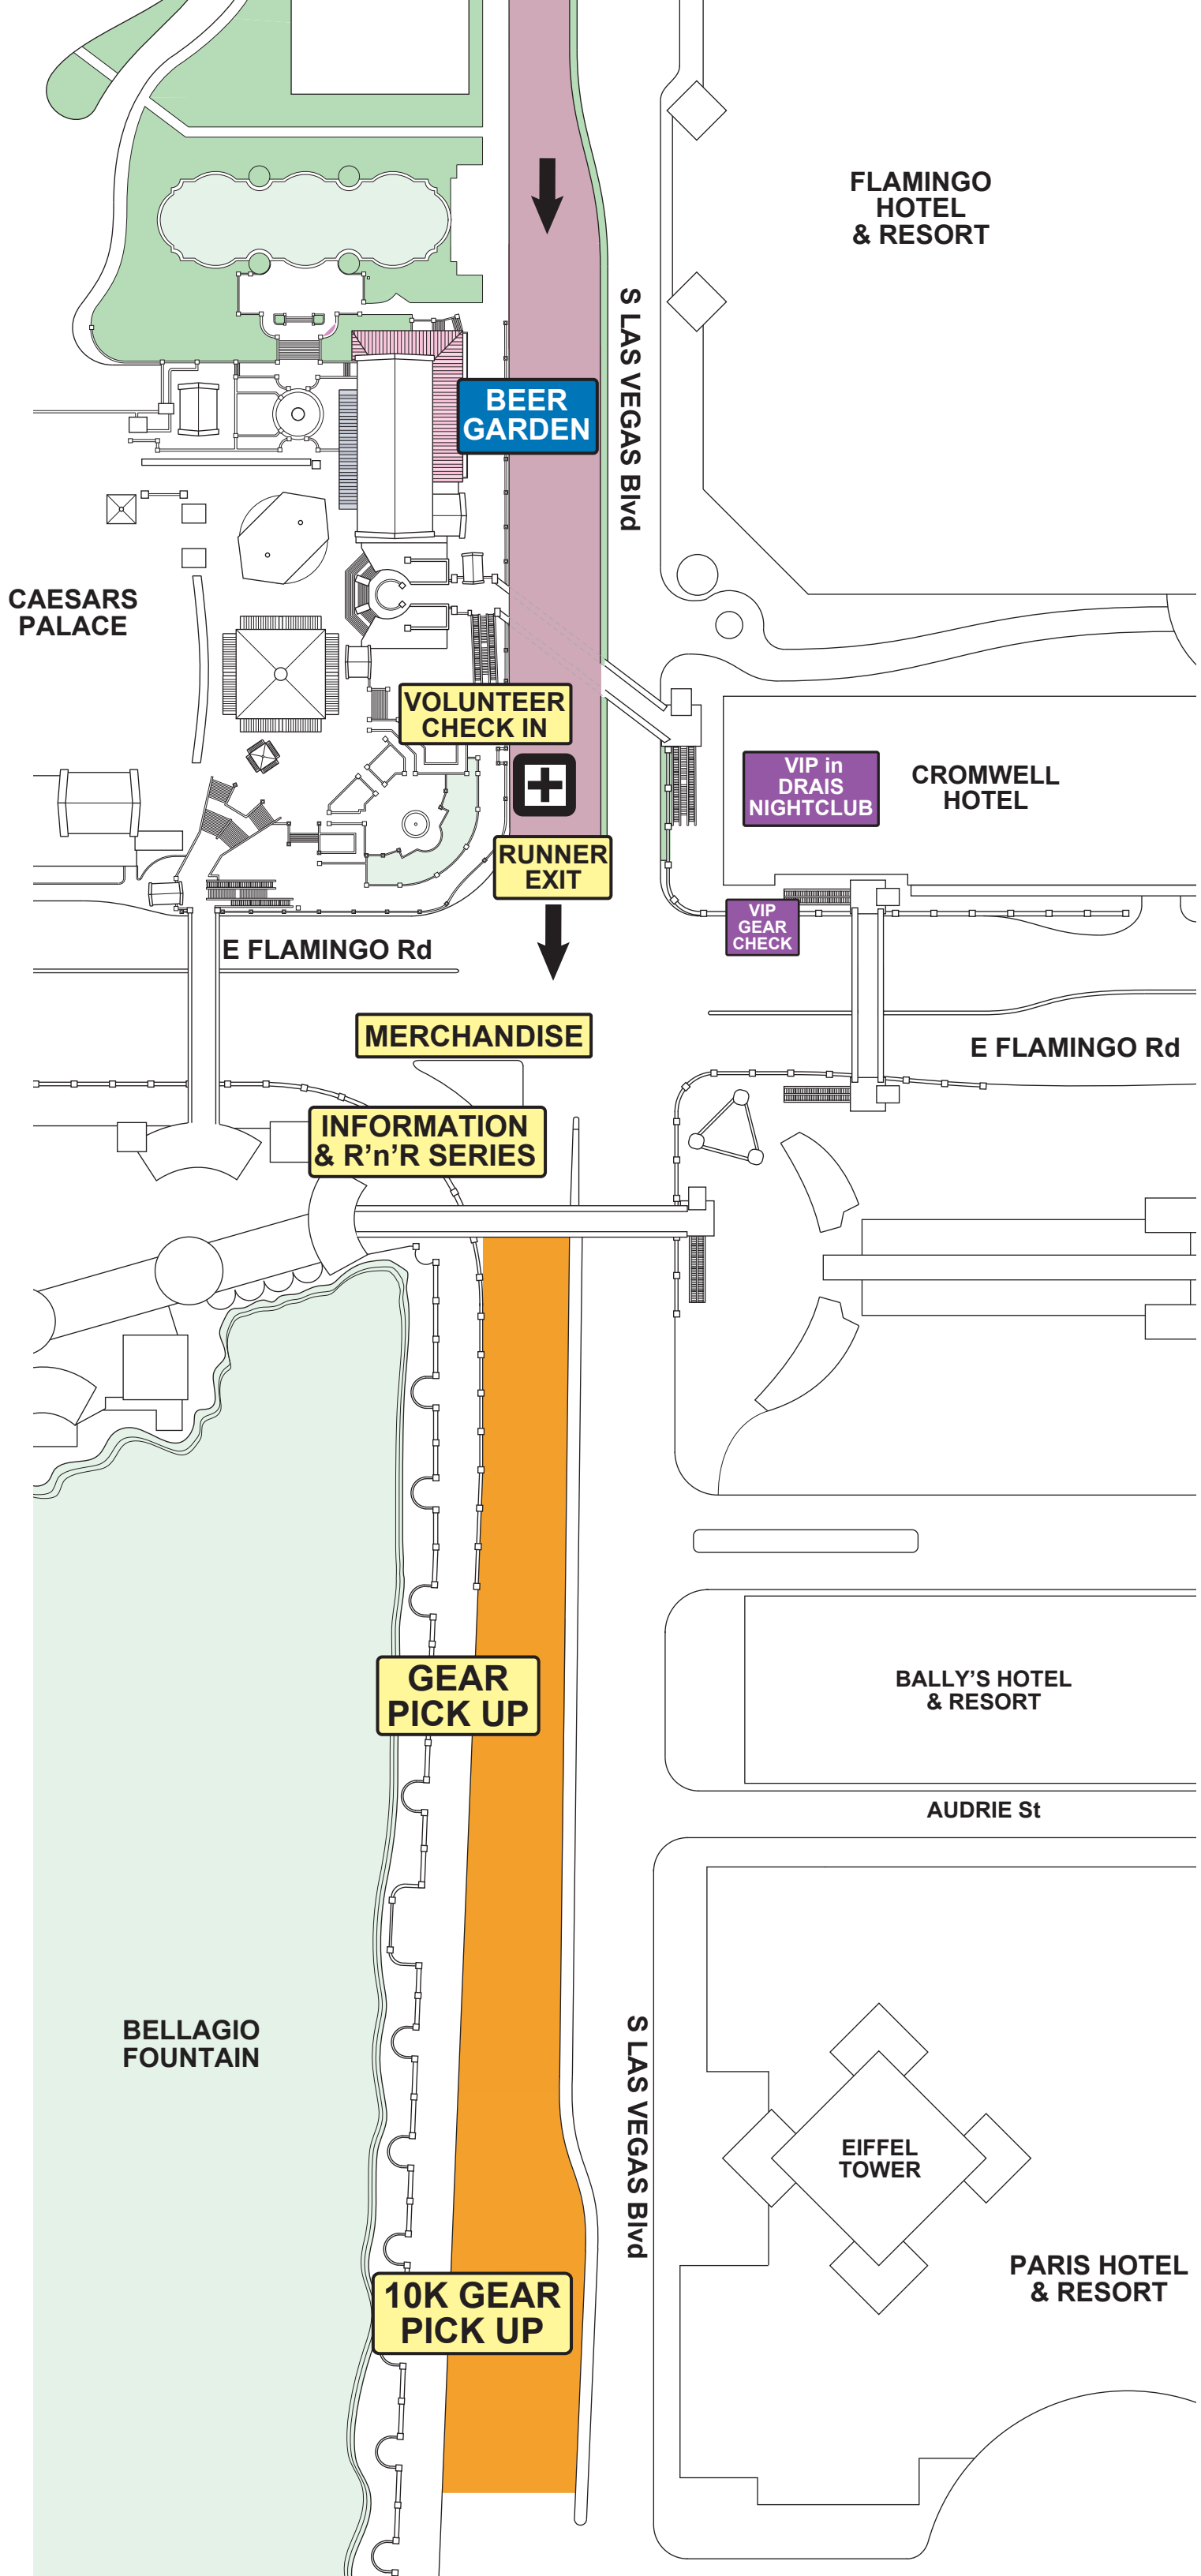 FLAMINGO
HOTEL
& RESORT
S LAS VEGAS Blvd
BEER
GARDEN
CAESARS
PALACE
VOLUNTEER
CHECK IN
VIP in
DRAIS
NIGHTCLUB
CROMWELL
HOTEL
RUNNER
EXIT
VIP
GEAR
CHECK
E FLAMINGO Rd
MERCHANDISE
E FLAMINGO Rd
INFORMATION
& R'n'R SERIES
GEAR
PICK UP
BALLY'S HOTEL
& RESORT
AUDRIE St
BELLAGIO
FOUNTAIN
S LAS VEGAS Blvd
EIFFEL
TOWER
PARIS HOTEL
& RESORT
10K GEAR
PICK UP